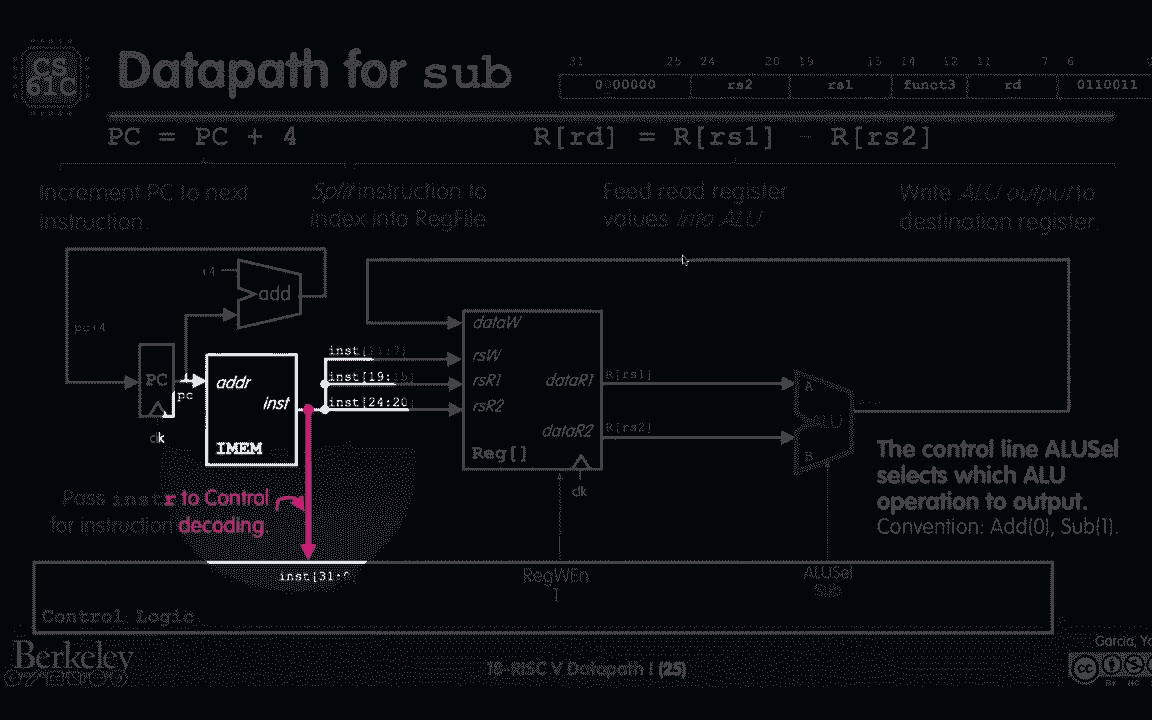 CS
61C
Datapath for sub
31 25 24 20 19 15 14 12 11 7 6
0000000 rs2 rs1 funct3 rd 0110011
PC = PC + 4
R[rd] = R[rs1] - R[rs2]
Increment PC to next
instruction.
Split instruction to
index into RegFile
Feed read register
values into ALU
Write ALU output to
destination register.
+4
add
pc+4
PC
clk
pc
addr
inst
IMEM
inst[11:7]
inst[19:15]
inst[24:20]
dataW
rsW
rsR1
rsR2
dataR1
dataR2
Reg[]
clk
R[rs1]
R[rs2]
A
ALU
B
The control line ALUSel
selects which ALU
operation to output.
Convention: Add(0), Sub(1).
Pass instr to Control
for instruction decoding.
inst[31:0]
RegWEn
1
ALUSel
Sub
Control Logic
Berkeley
18-RISC V Datapath I (25)
Garcia,
cc
BY NC